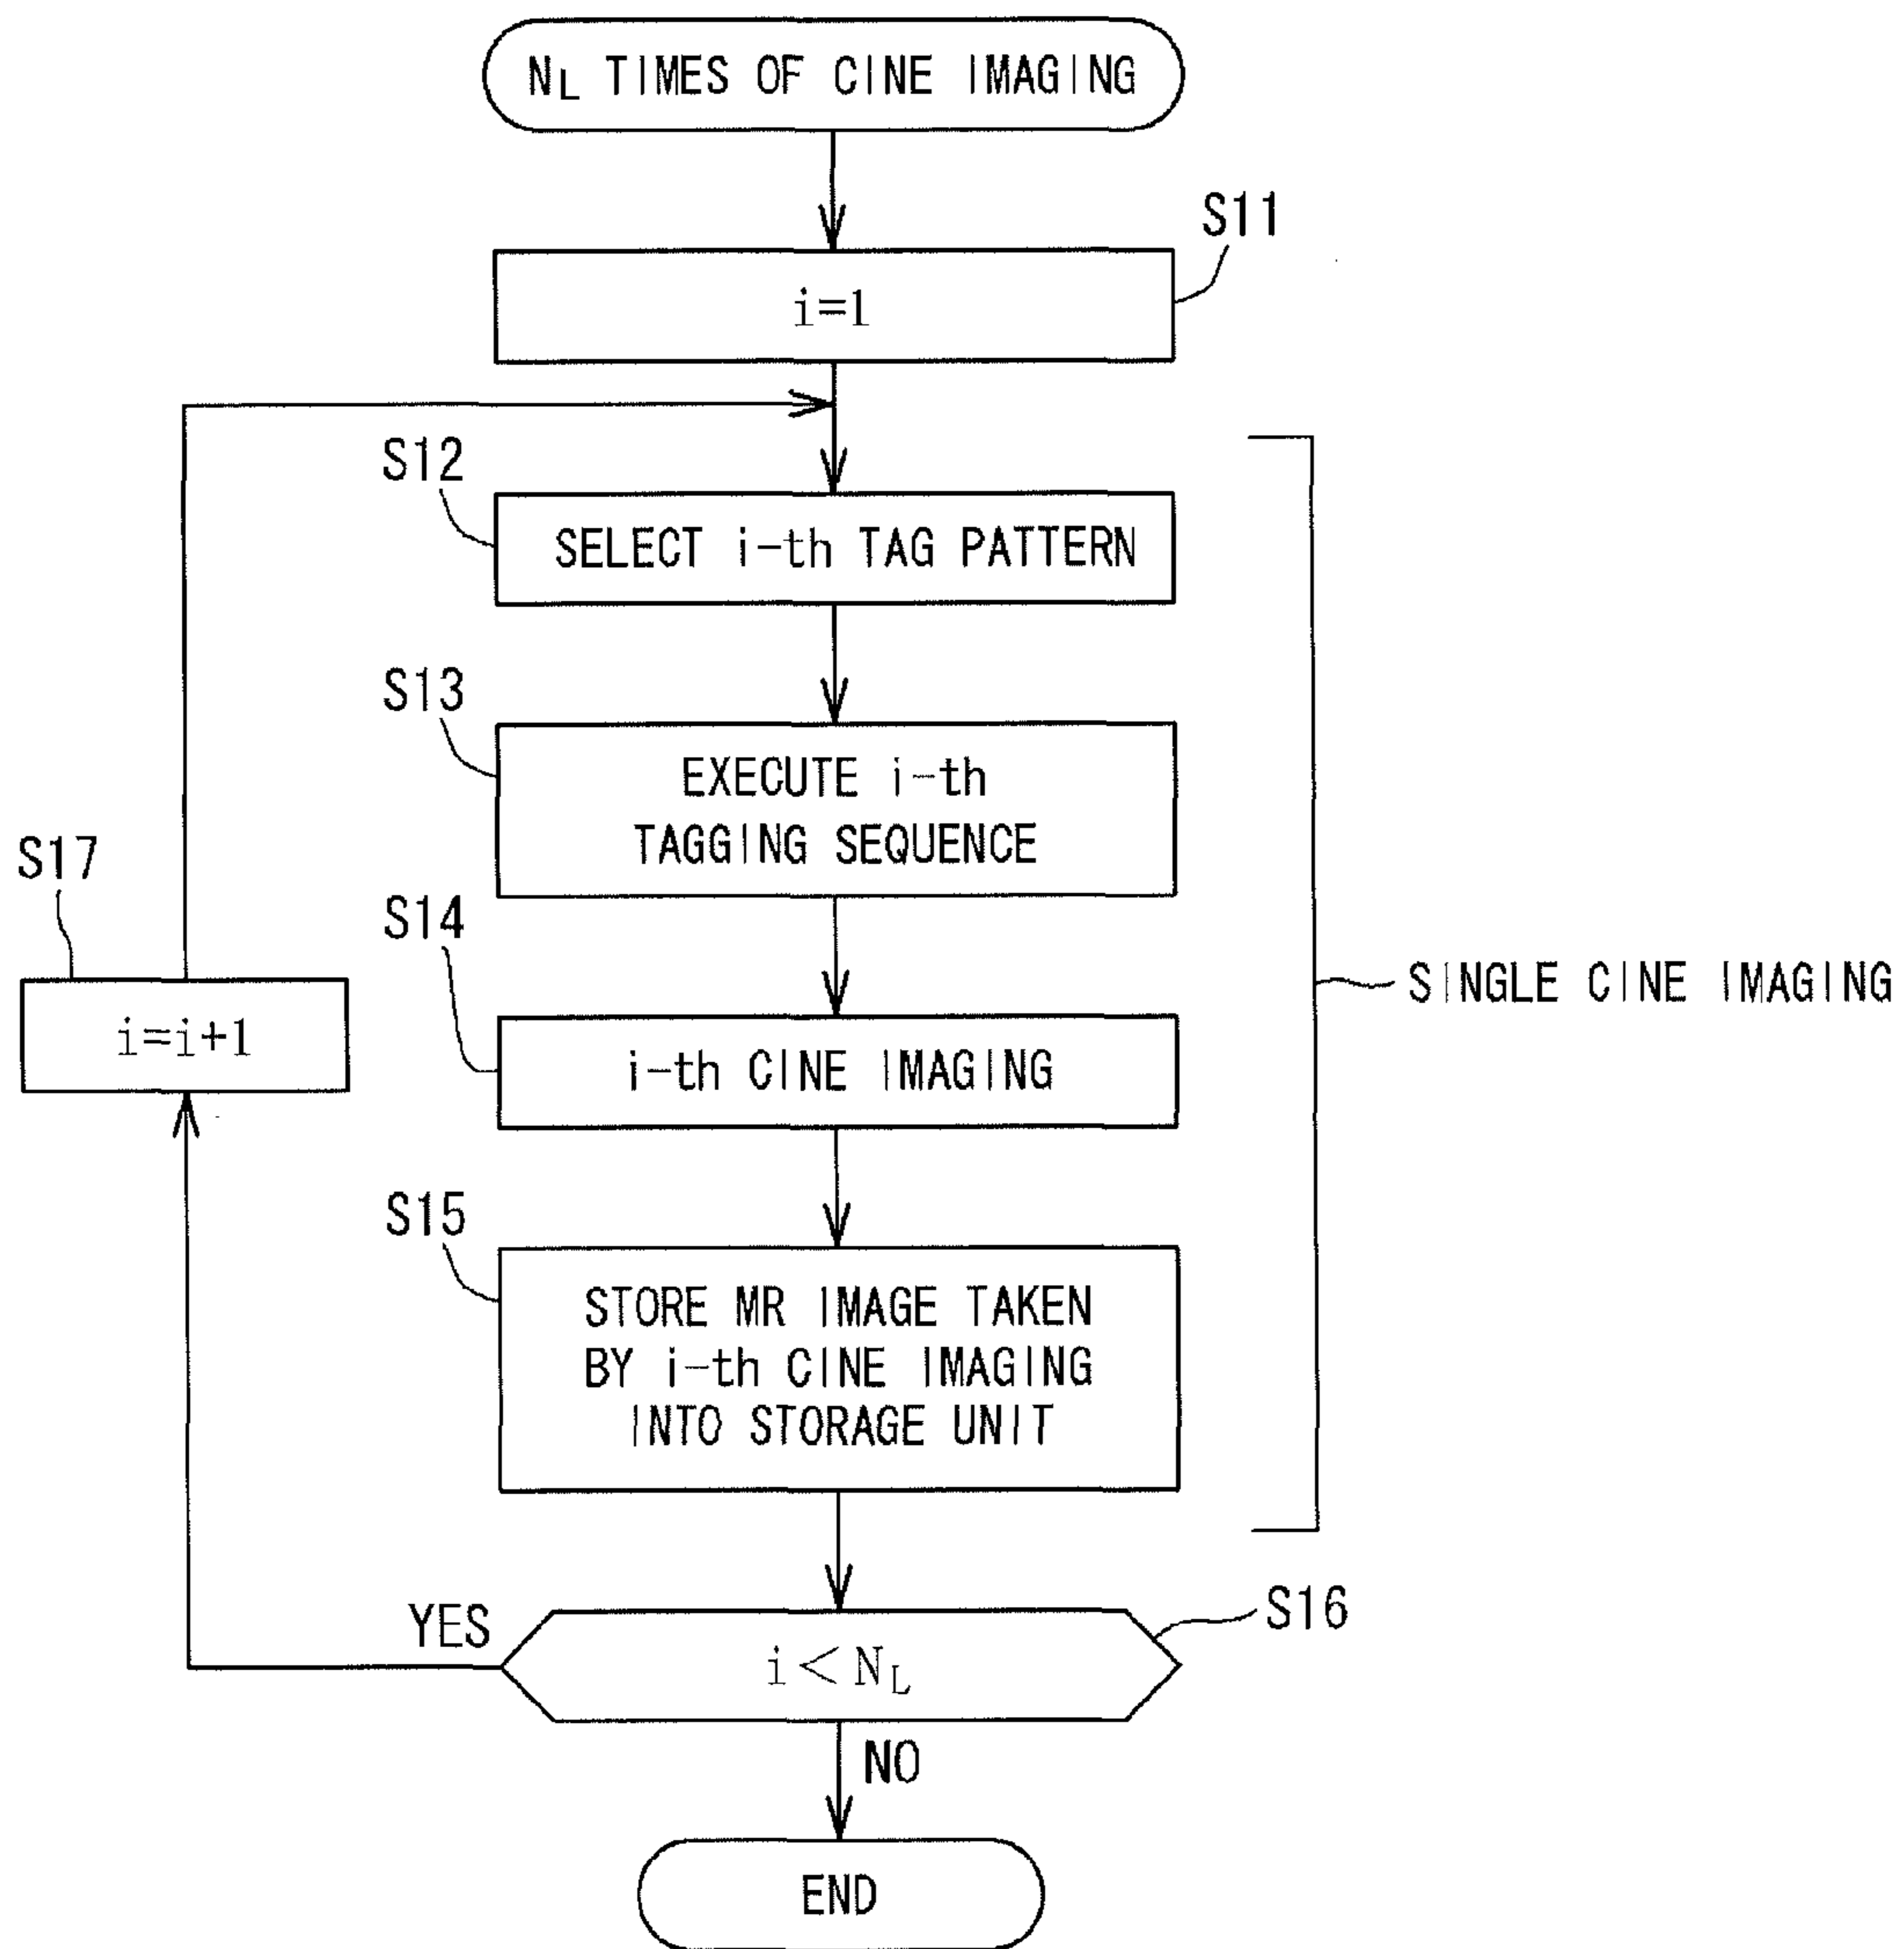 NL TIMES OF CINE IMAGING
S11
i=1
S12
SELECT i-th TAG PATTERN
S13
EXECUTE i-th
TAGGING SEQUENCE
S17
i=i+1
S14
i-th CINE IMAGING
SINGLE CINE IMAGING
S15
STORE MR IMAGE TAKEN
BY i-th CINE IMAGING
INTO STORAGE UNIT
YES
S16
i<NL
NO
END